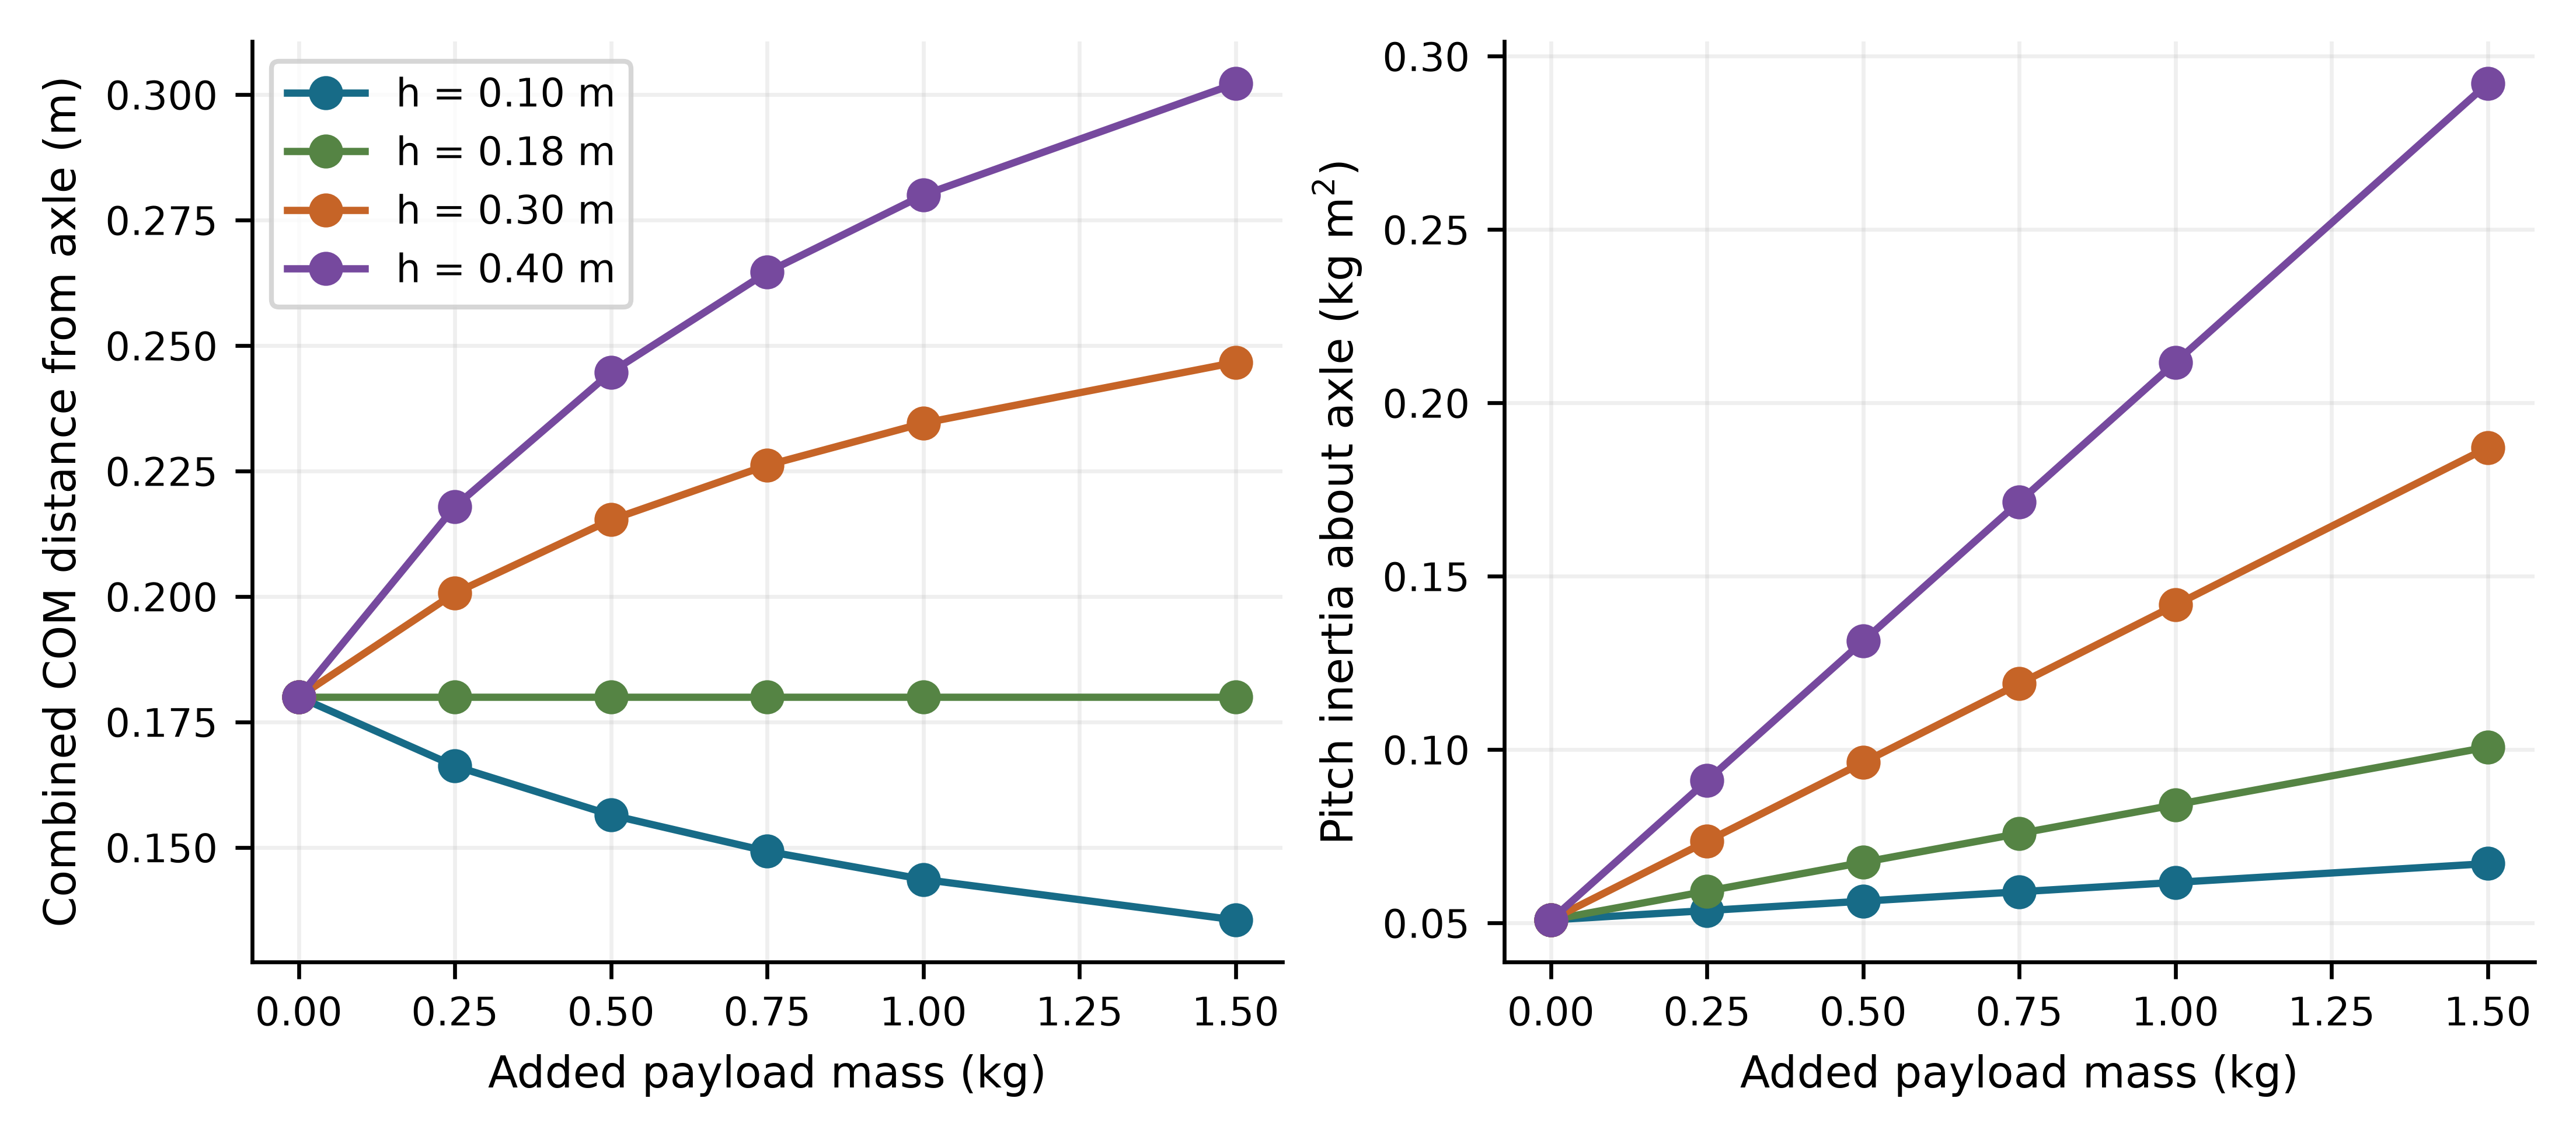 Combined COM distance from axle (m)
0.300
0.275
0.250
0.225
0.200
0.175
0.150
h = 0.10 m
h = 0.18 m
h = 0.30 m
h = 0.40 m
0.00 0.25 0.50 0.75 1.00 1.25 1.50
Added payload mass (kg)
Pitch inertia about axle (kg m²)
0.30
0.25
0.20
0.15
0.10
0.05
0.00 0.25 0.50 0.75 1.00 1.25 1.50
Added payload mass (kg)